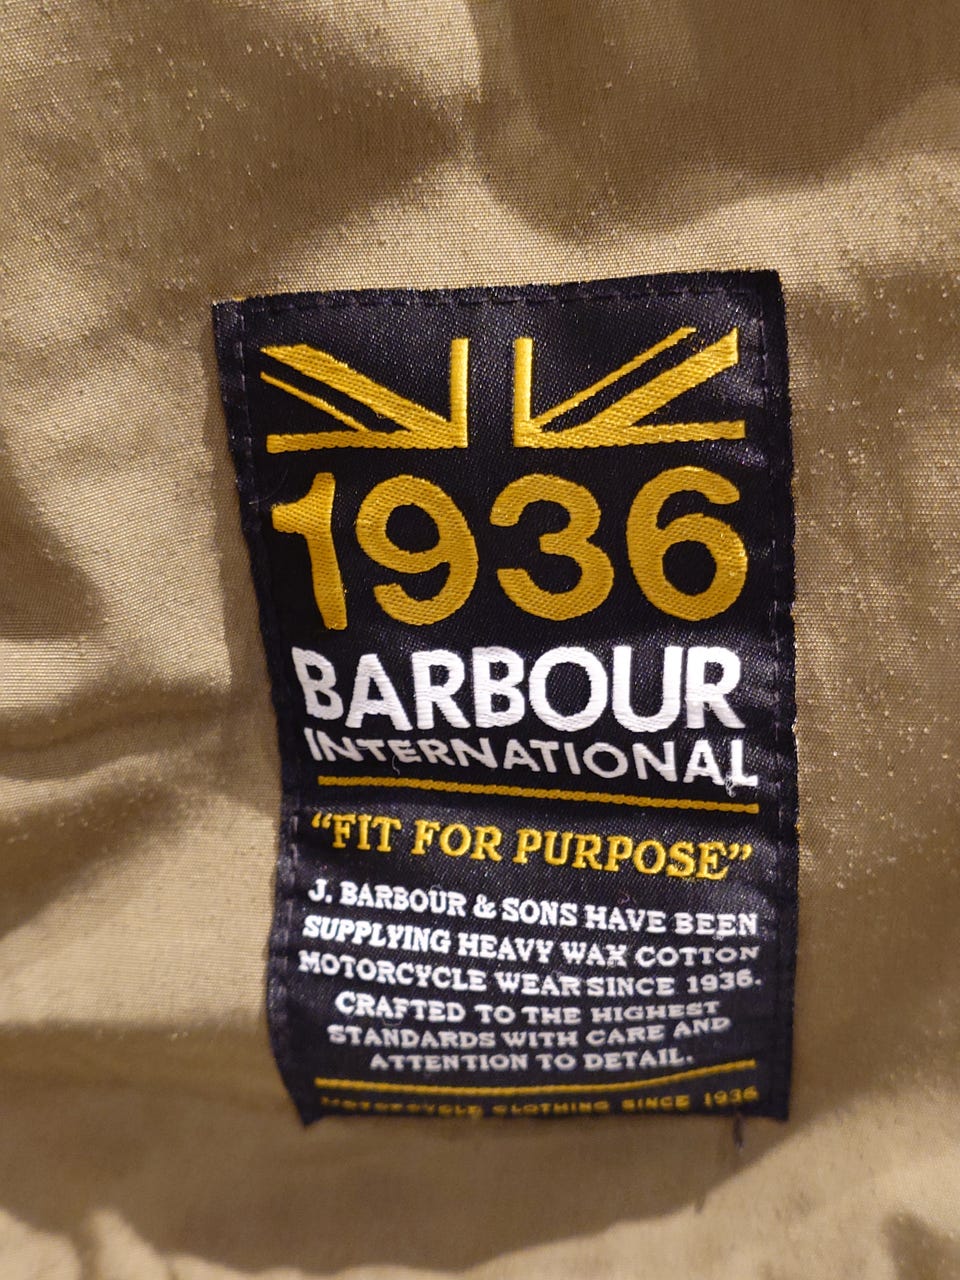 1936
BARBOUR
INTERNATIONAL
“FIT FOR PURPOSE”
J. BARBOUR & SONS HAVE BEEN
SUPPLYING HEAVY WAX COTTON
MOTORCYCLE WEAR SINCE 1936.
CRAFTED TO THE HIGHEST
STANDARDS WITH CARE AND
ATTENTION TO DETAIL.
MOTORCYCLE CLOTHING SINCE 1936